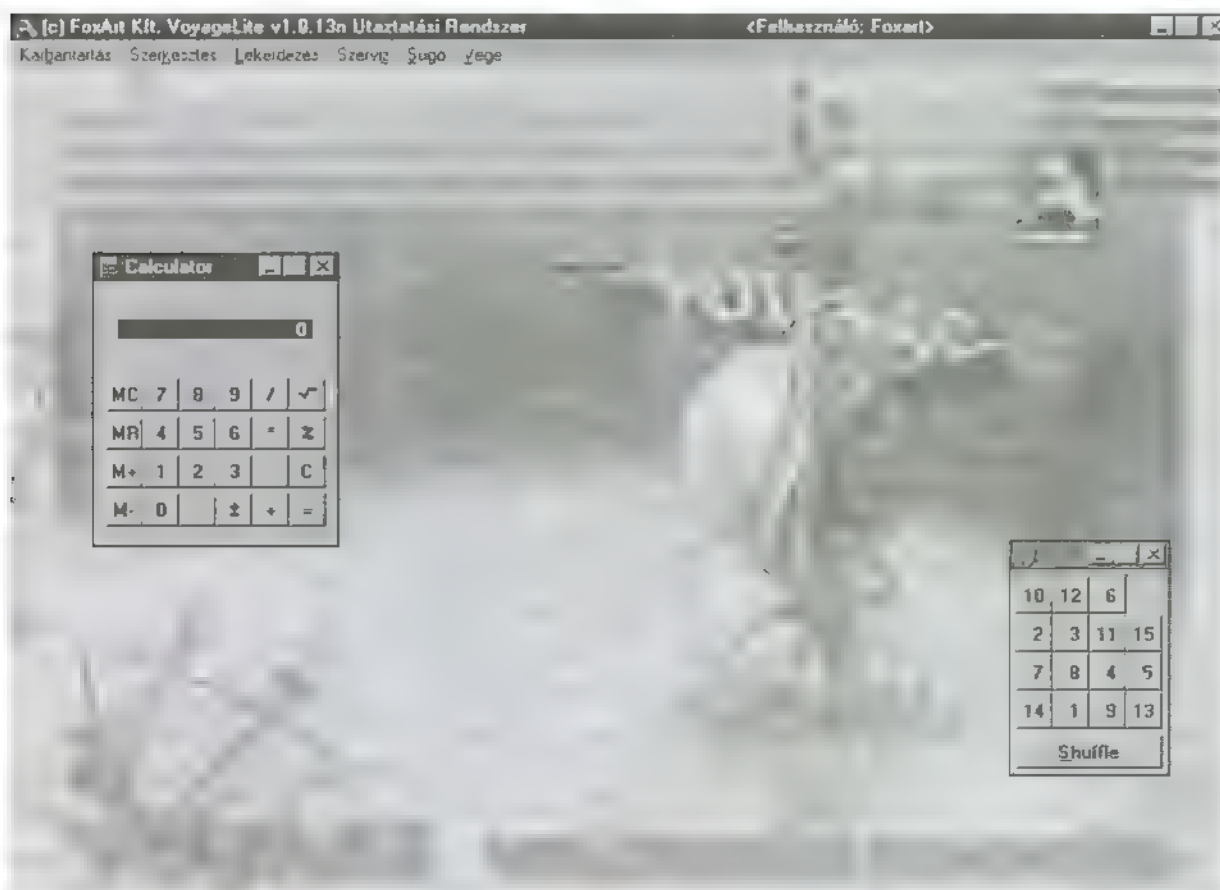 (c) FoxArt Kft. VoyageLite v1.0.13n Utaztatási Rendszer <Felhasználó: Foxart>
Karbantartás Szerkesztés Lekérdezés Szerviz Súgó Vége
Calculator
0
MC 7 8 9 / √
MR 4 5 6 * %
M+ 1 2 3 C
M- 0 ± + =
10 12 6
2 3 11 15
7 8 4 5
14 1 9 13
Shuffle